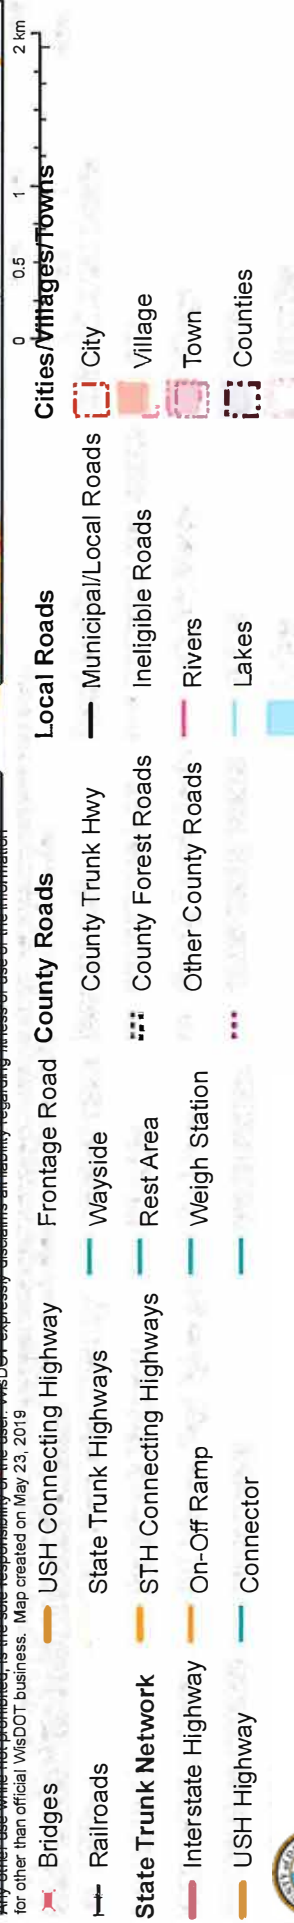 for other than official WisDOT business. Map created on May 23, 2019
Bridges
Railroads
State Trunk Network
Interstate Highway
USH Highway
USH Connecting Highway
State Trunk Highways
STH Connecting Highways
On-Off Ramp
Connector
Frontage Road
Wayside
Rest Area
Weigh Station
County Roads
County Trunk Hwy
County Forest Roads
Other County Roads
Local Roads
Municipal/Local Roads
Ineligible Roads
Rivers
Lakes
Cities/Villages/Towns
City
Village
Town
Counties
0 0.5 1 2 km